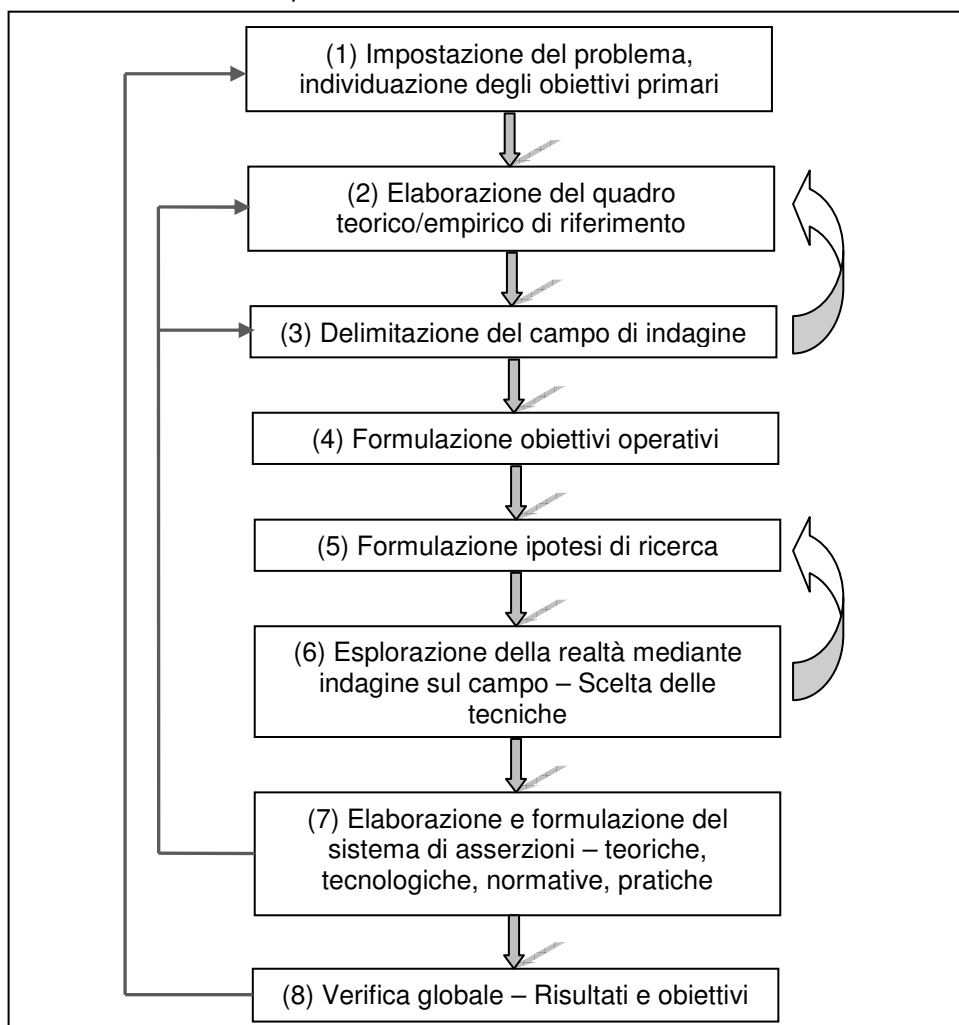 (1) Impostazione del problema,
individuazione degli obiettivi primari
(2) Elaborazione del quadro
teorico/empirico di riferimento
(3) Delimitazione del campo di indagine
(4) Formulazione obiettivi operativi
(5) Formulazione ipotesi di ricerca
(6) Esplorazione della realtà mediante
indagine sul campo – Scelta delle
tecniche
(7) Elaborazione e formulazione del
sistema di asserzioni – teoriche,
tecnologiche, normative, pratiche
(8) Verifica globale – Risultati e obiettivi